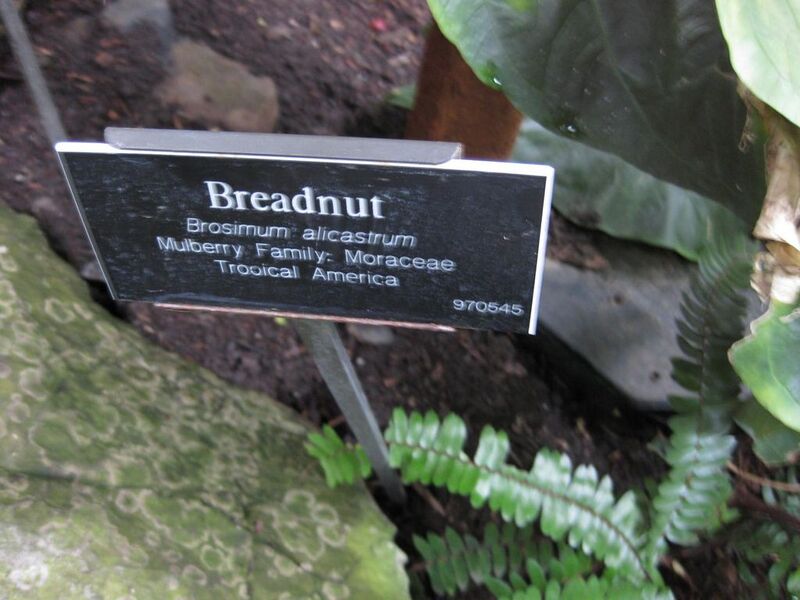 Breadnut
Brosimum alicastrum
Mulberry Family: Moraceae
Tropical America
970545